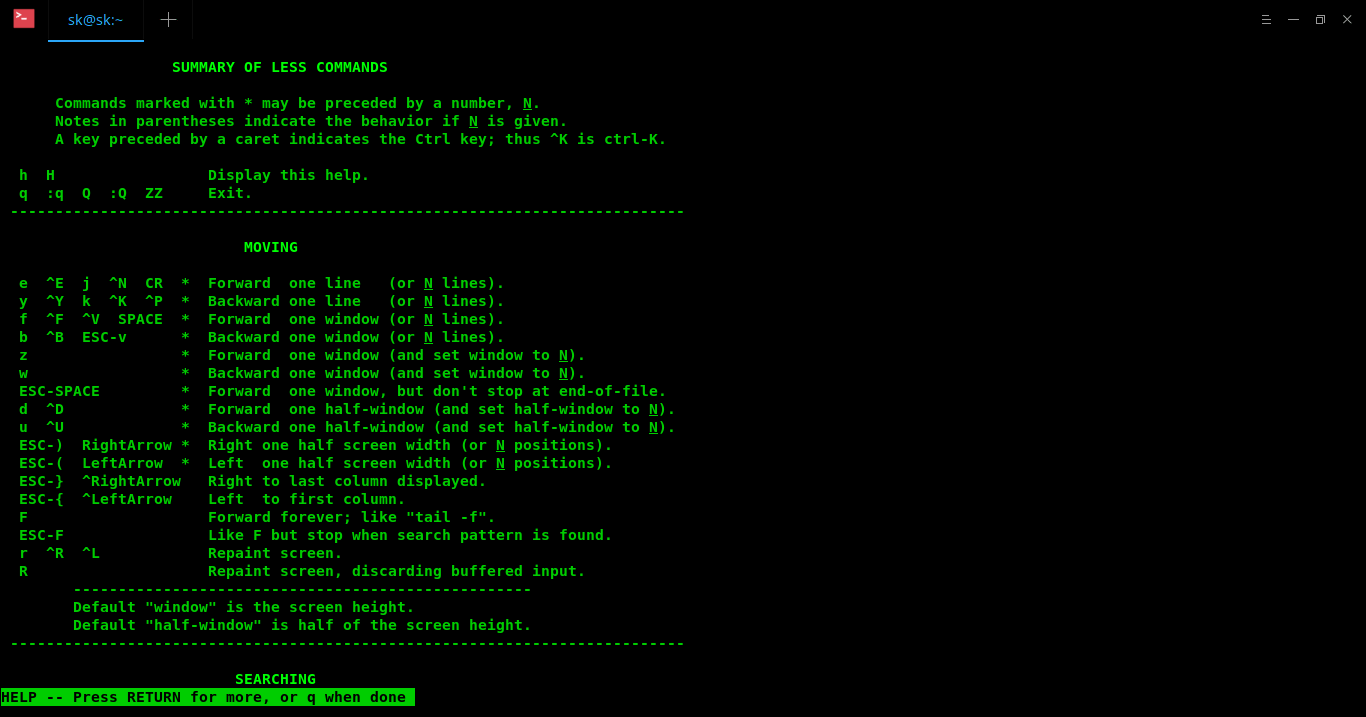 sk@sk:~
SUMMARY OF LESS COMMANDS
Commands marked with * may be preceded by a number, N.
Notes in parentheses indicate the behavior if N is given.
A key preceded by a caret indicates the Ctrl key; thus ^K is ctrl-K.
h  H                 Display this help.
q  :q  Q  :Q  ZZ     Exit.
---------------------------------------------------------------------------
MOVING
e  ^E  j  ^N  CR  *  Forward  one line   (or N lines).
y  ^Y  k  ^K  ^P  *  Backward one line   (or N lines).
f  ^F  ^V  SPACE  *  Forward  one window (or N lines).
b  ^B  ESC-v      *  Backward one window (or N lines).
z                 *  Forward  one window (and set window to N).
w                 *  Backward one window (and set window to N).
ESC-SPACE         *  Forward  one window, but don't stop at end-of-file.
d  ^D             *  Forward  one half-window (and set half-window to N).
u  ^U             *  Backward one half-window (and set half-window to N).
ESC-)  RightArrow *  Right one half screen width (or N positions).
ESC-(  LeftArrow  *  Left  one half screen width (or N positions).
ESC-}  ^RightArrow   Right to last column displayed.
ESC-{  ^LeftArrow    Left  to first column.
F                    Forward forever; like "tail -f".
ESC-F                Like F but stop when search pattern is found.
r  ^R  ^L            Repaint screen.
R                    Repaint screen, discarding buffered input.
---------------------------------------------------
Default "window" is the screen height.
Default "half-window" is half of the screen height.
---------------------------------------------------------------------------
SEARCHING
HELP -- Press RETURN for more, or q when done